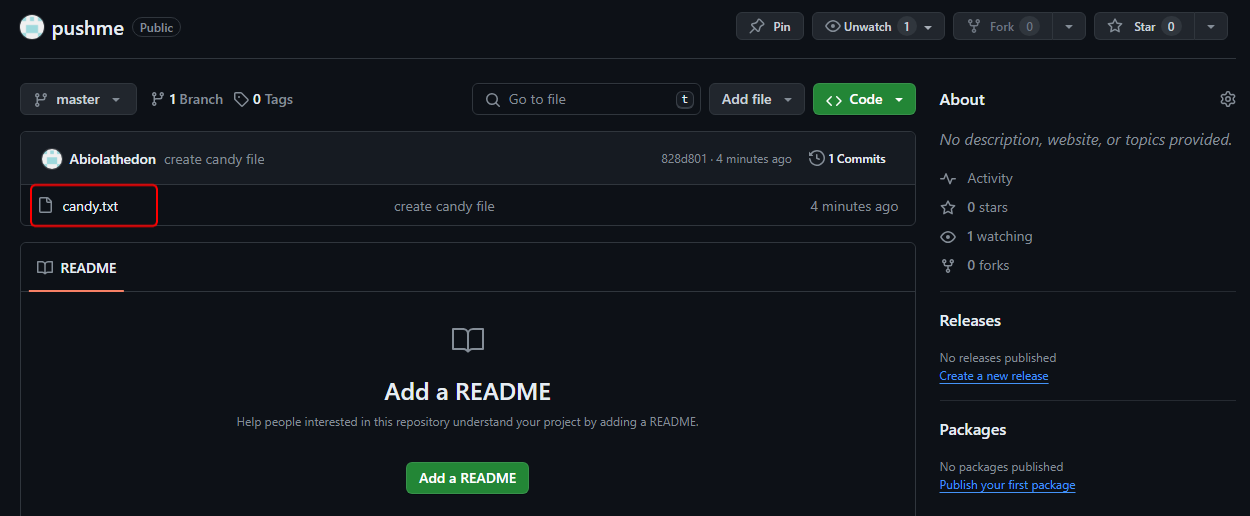 pushme Public Pin Unwatch 1 Fork 0 Star 0
master 1 Branch 0 Tags Go to file t Add file Code
Abiolathedon create candy file 828d801 · 4 minutes ago 1 Commits
candy.txt create candy file 4 minutes ago
README
Add a README
Help people interested in this repository understand your project by adding a README.
Add a README
About
No description, website, or topics provided.
Activity
0 stars
1 watching
0 forks
Releases
No releases published
Create a new release
Packages
No packages published
Publish your first package